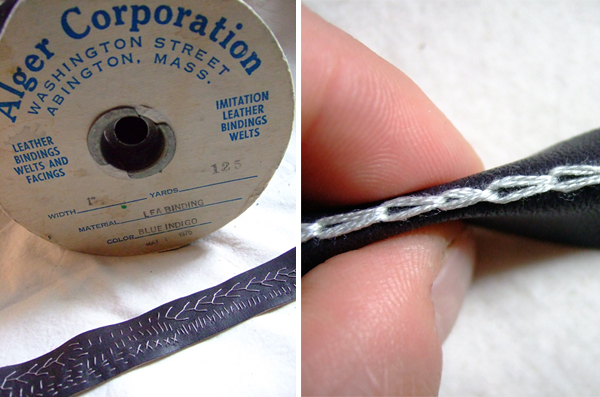 Alger Corporation
WASHINGTON STREET
ABINGTON, MASS.
LEATHER
BINDINGS
WELTS AND
FACINGS
IMITATION
LEATHER
BINDINGS
WELTS
125
WIDTH 1" YARDS
MATERIAL LEA BINDING
COLOR BLUE INDIGO
1975